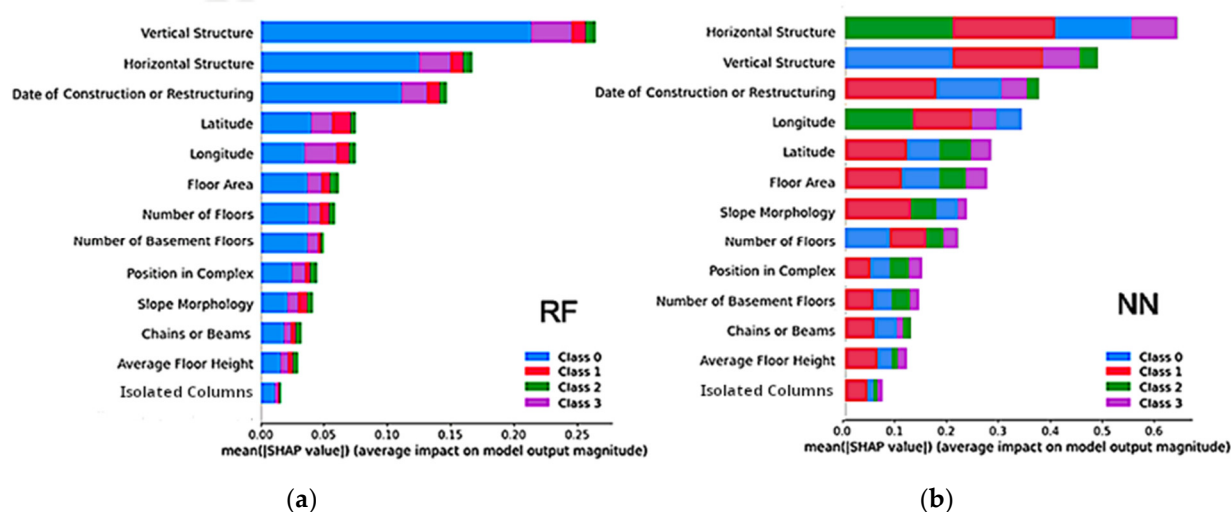 Vertical Structure
Horizontal Structure
Date of Construction or Restructuring
Latitude
Longitude
Floor Area
Number of Floors
Number of Basement Floors
Position in Complex
Slope Morphology
Chains or Beams
Average Floor Height
Isolated Columns
RF
Class 0
Class 1
Class 2
Class 3
0.00 0.05 0.10 0.15 0.20 0.25
mean(|SHAP value|) (average impact on model output magnitude)
(a)
Horizontal Structure
Vertical Structure
Date of Construction or Restructuring
Longitude
Latitude
Floor Area
Slope Morphology
Number of Floors
Position in Complex
Number of Basement Floors
Chains or Beams
Average Floor Height
Isolated Columns
NN
Class 0
Class 1
Class 2
Class 3
0.0 0.1 0.2 0.3 0.4 0.5 0.6
mean(|SHAP value|) (average impact on model output magnitude)
(b)